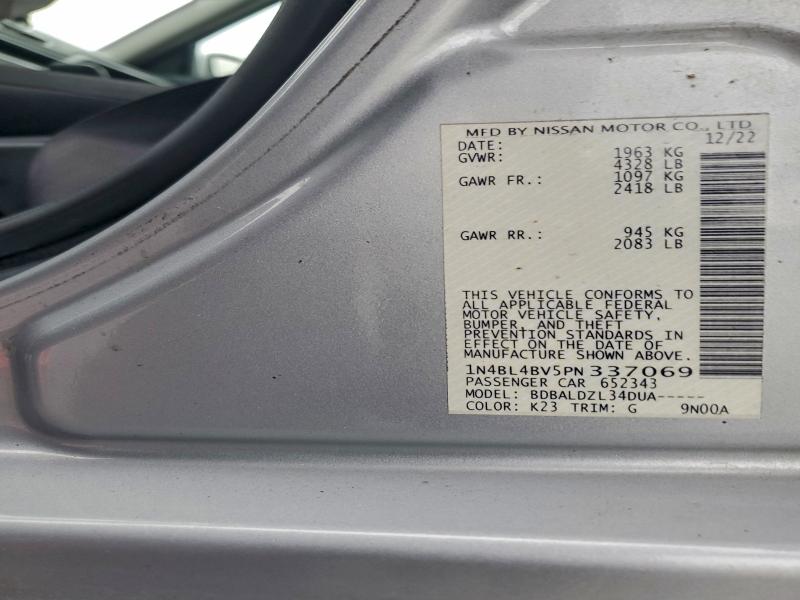 MFD BY NISSAN MOTOR CO., LTD
DATE: 12/22
GVWR: 1963 KG
4328 LB
GAWR FR.: 1097 KG
2418 LB
GAWR RR.: 945 KG
2083 LB
THIS VEHICLE CONFORMS TO
ALL APPLICABLE FEDERAL
MOTOR VEHICLE SAFETY,
BUMPER, AND THEFT
PREVENTION STANDARDS IN
EFFECT ON THE DATE OF
MANUFACTURE SHOWN ABOVE.
1N4BL4BV5PN337069
PASSENGER CAR 652343
MODEL: BDBALDZL34DUA-----
COLOR: K23 TRIM: G 9N00A